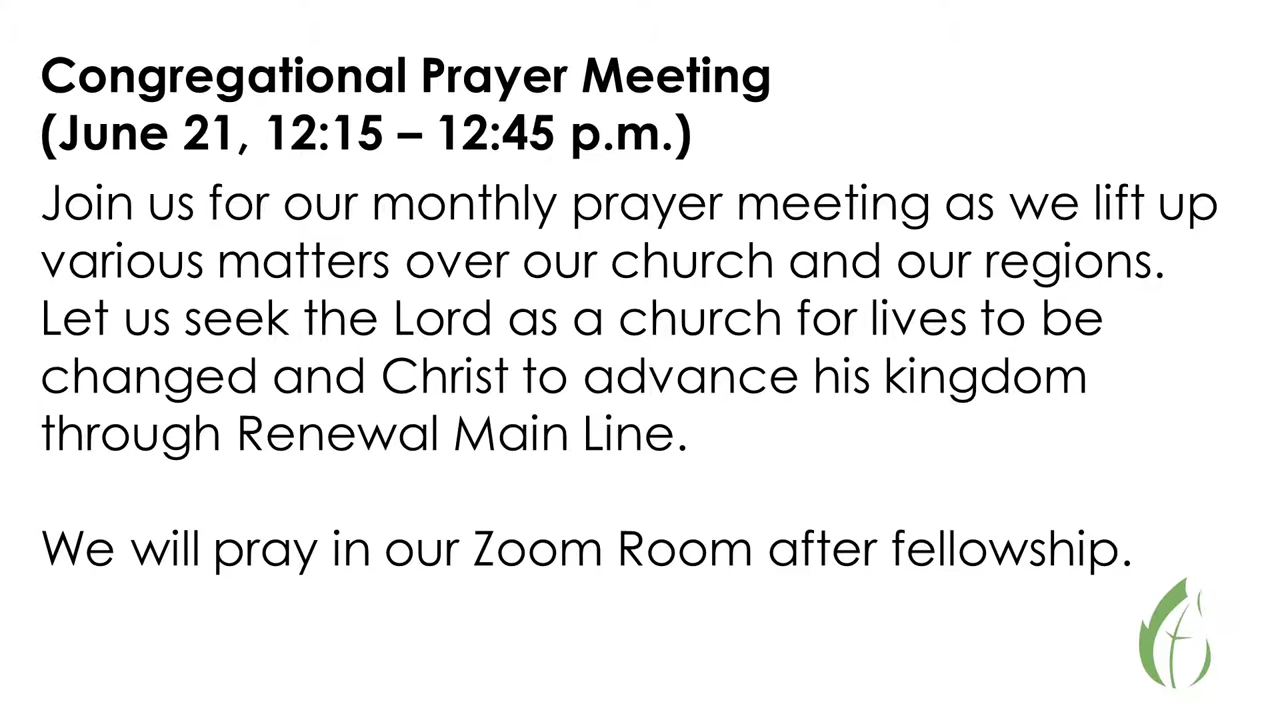 Congregational Prayer Meeting
(June 21, 12:15 – 12:45 p.m.)
Join us for our monthly prayer meeting as we lift up
various matters over our church and our regions.
Let us seek the Lord as a church for lives to be
changed and Christ to advance his kingdom
through Renewal Main Line.
We will pray in our Zoom Room after fellowship.